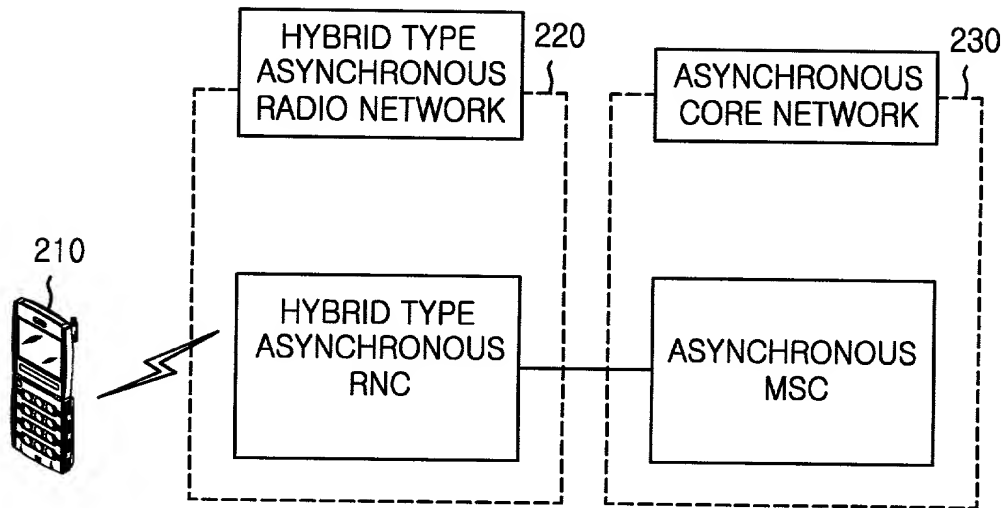 HYBRID TYPE
ASYNCHRONOUS
RADIO NETWORK
220
ASYNCHRONOUS
CORE NETWORK
230
210
HYBRID TYPE
ASYNCHRONOUS
RNC
ASYNCHRONOUS
MSC